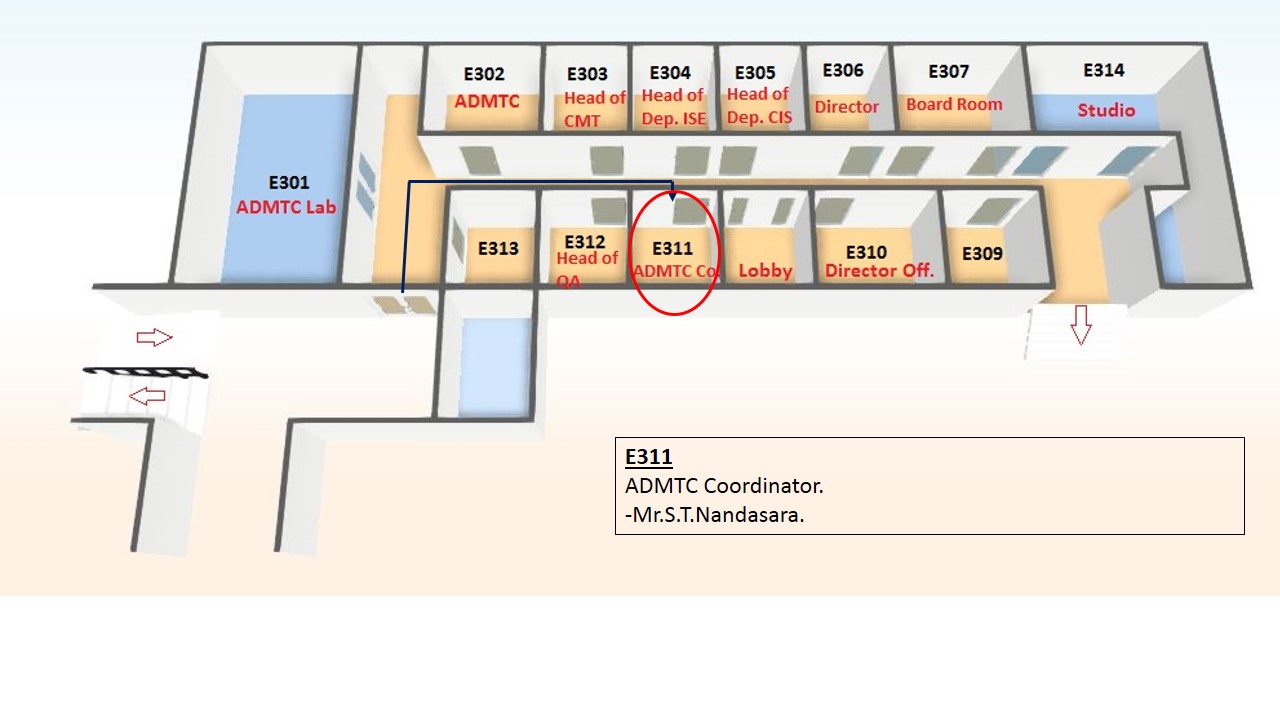 E302
ADMTC
E303
Head of
CMT
E304
Head of
Dep. ISE
E305
Head of
Dep. CIS
E306
Director
E307
Board Room
E314
Studio
E301
ADMTC Lab
E313
E312
Head of
QA
E311
ADMTC Co.
Lobby
E310
Director Off.
E309
E311
ADMTC Coordinator.
-Mr.S.T.Nandasara.